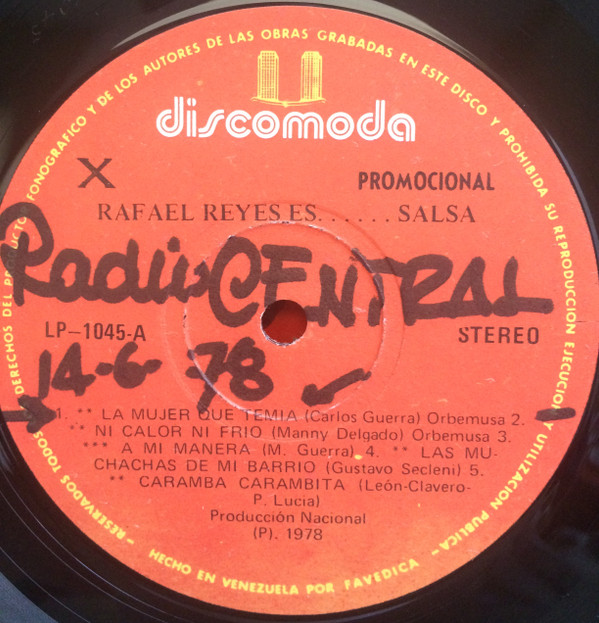 RESERVADOS TODOS LOS DERECHOS DEL PRODUCTOR FONOGRAFICO Y DE LOS AUTORES DE LAS OBRAS GRABADAS EN ESTE DISCO Y PROHIBIDA SU REPRODUCCION EJECUCION Y UTILIZACION PUBLICA
discomoda
X
PROMOCIONAL
RAFAEL REYES ES...... SALSA
Radio CENTRAL
LP-1045-A
STEREO
14-6-78
1. ** LA MUJER QUE TEMIA (Carlos Guerra) Orbemusa 2.
** NI CALOR NI FRIO (Manny Delgado) Orbemusa 3.
*** A MI MANERA (M. Guerra) 4. ** LAS MU-
CHACHAS DE MI BARRIO (Gustavo Secleni) 5.
** CARAMBA CARAMBITA (León-Clavero-
P. Lucia)
Producción Nacional
(P). 1978
HECHO EN VENEZUELA POR FAVEDICA